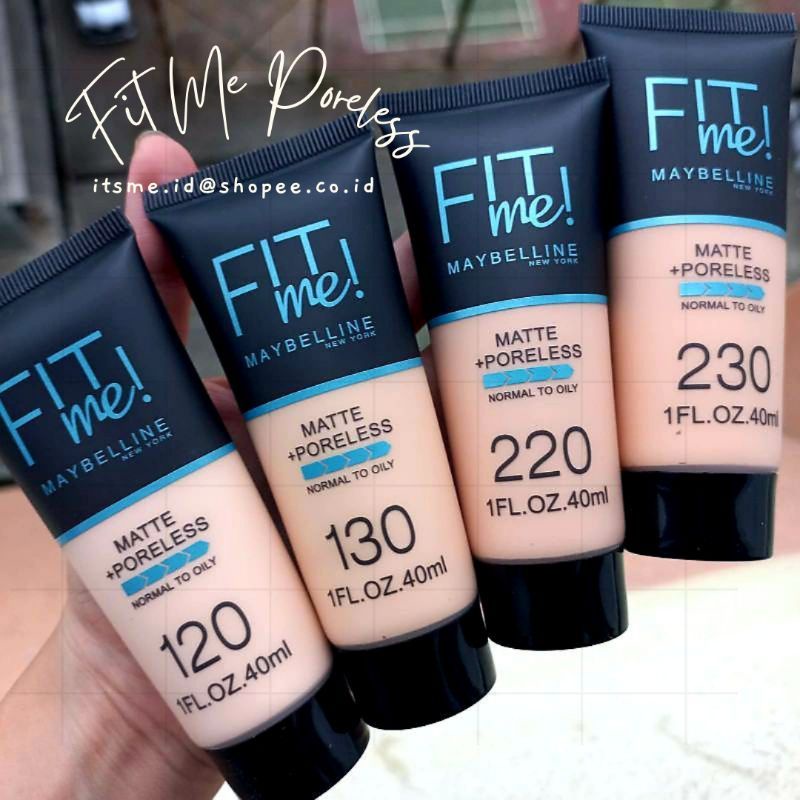 Fit Me Poreless
itsme.id@shopee.co.id
FIT
me!
MAYBELLINE
NEW YORK
MATTE
+PORELESS
NORMAL TO OILY
120
1FL.OZ.40ml
FIT
me!
MAYBELLINE
NEW YORK
MATTE
+PORELESS
NORMAL TO OILY
130
1FL.OZ.40ml
FIT
me!
MAYBELLINE
NEW YORK
MATTE
+PORELESS
NORMAL TO OILY
220
1FL.OZ.40ml
FIT
me!
MAYBELLINE
NEW YORK
MATTE
+PORELESS
NORMAL TO OILY
230
1FL.OZ.40ml